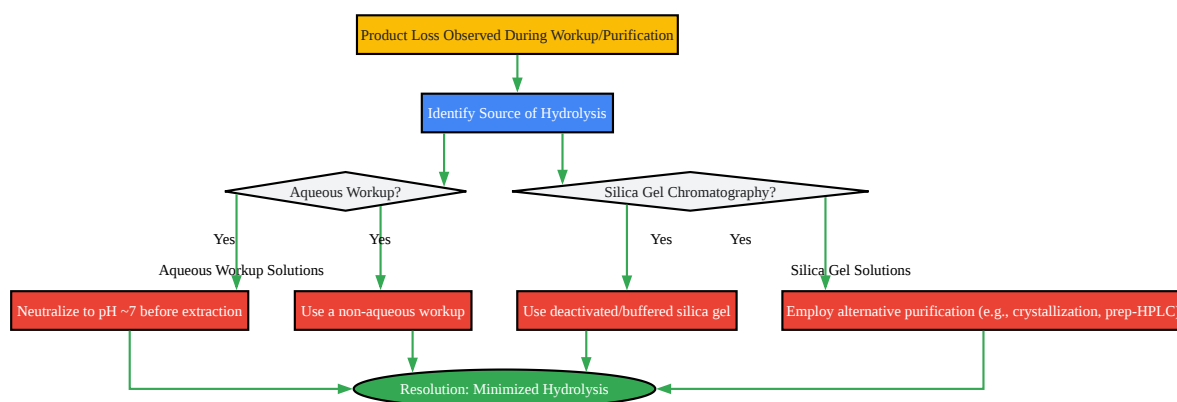 Product Loss Observed During Workup/Purification
Identify Source of Hydrolysis
Aqueous Workup?
Silica Gel Chromatography?
Yes
Yes
Yes
Yes
Aqueous Workup Solutions
Silica Gel Solutions
Neutralize to pH ~7 before extraction
Use a non-aqueous workup
Use deactivated/buffered silica gel
Employ alternative purification (e.g., crystallization, prep-HPLC)
Resolution: Minimized Hydrolysis